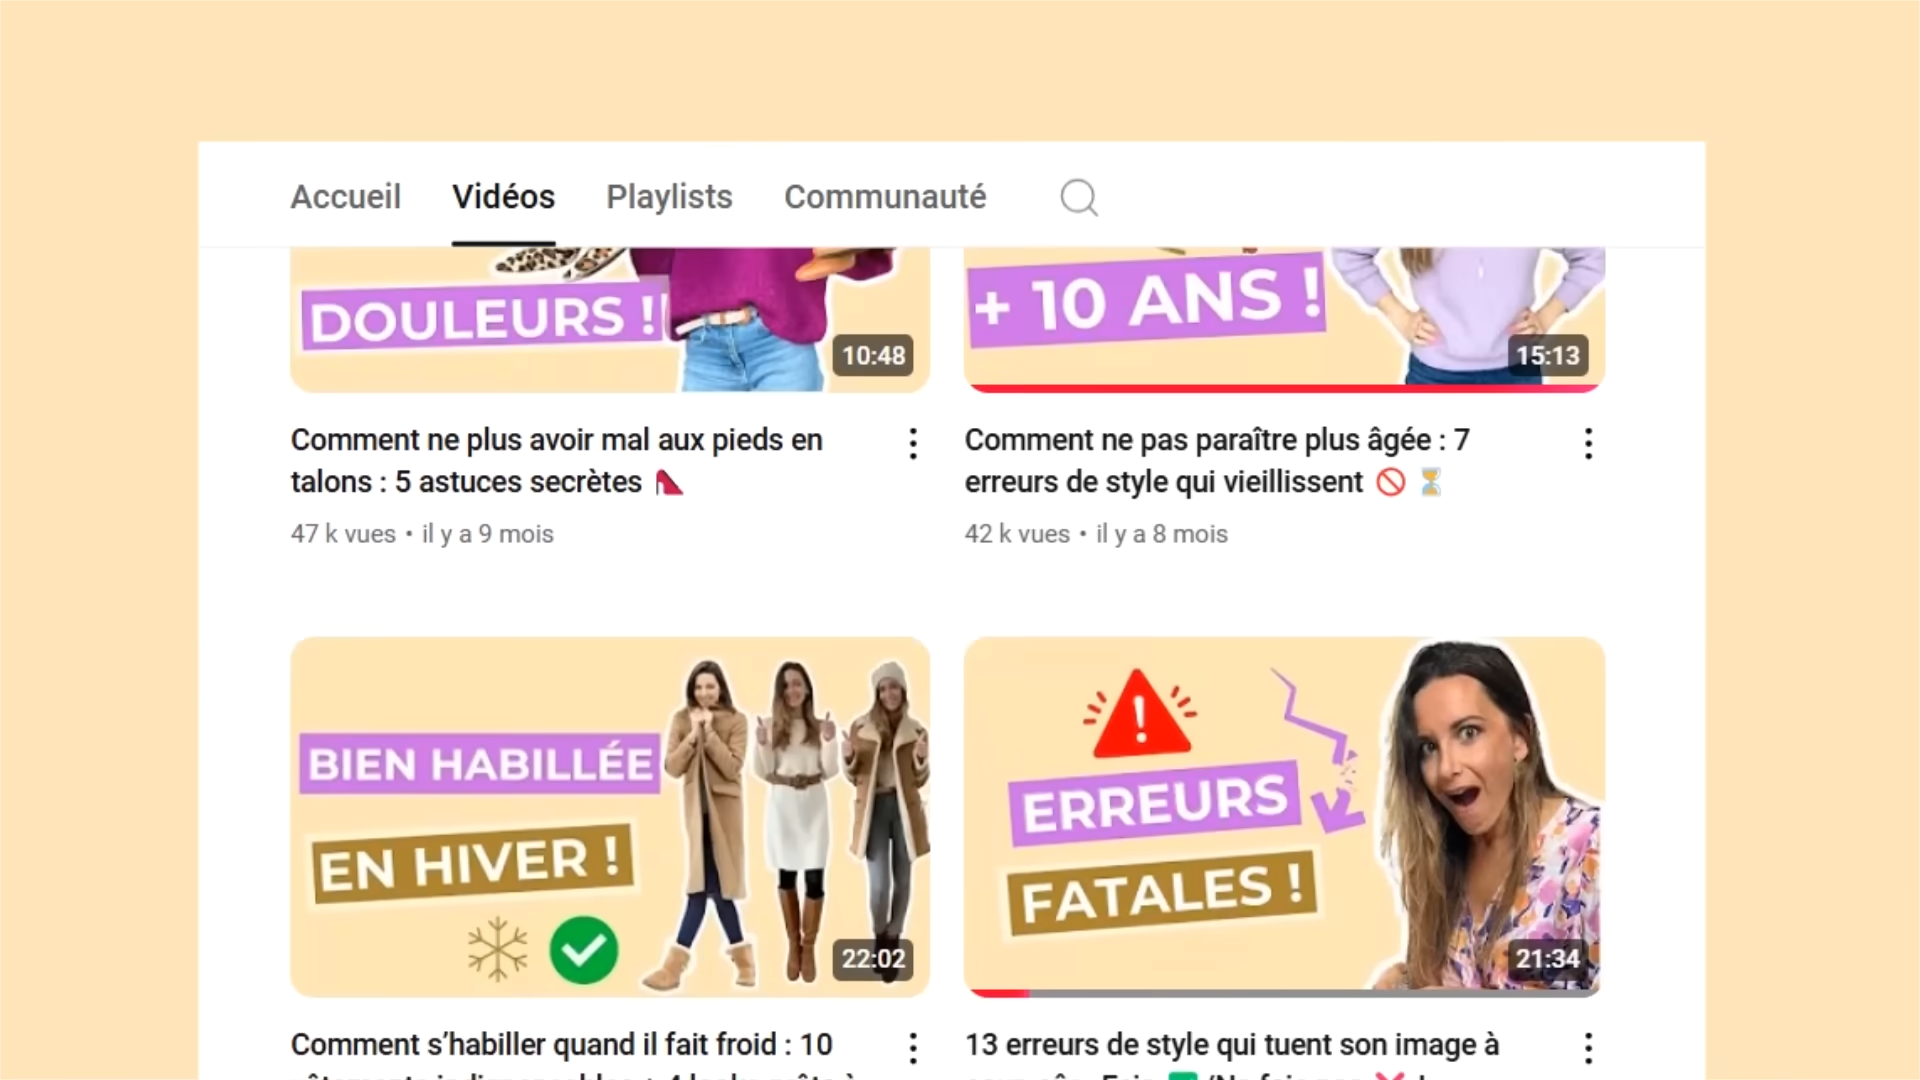 Accueil Vidéos Playlists Communauté
DOULEURS !
10:48
+ 10 ANS !
15:13
Comment ne plus avoir mal aux pieds en
talons : 5 astuces secrètes 👠
47 k vues • il y a 9 mois
Comment ne pas paraître plus âgée : 7
erreurs de style qui vieillissent 🚫 ⏳
42 k vues • il y a 8 mois
BIEN HABILLÉE
EN HIVER !
22:02
ERREURS
FATALES !
21:34
Comment s’habiller quand il fait froid : 10
13 erreurs de style qui tuent son image à